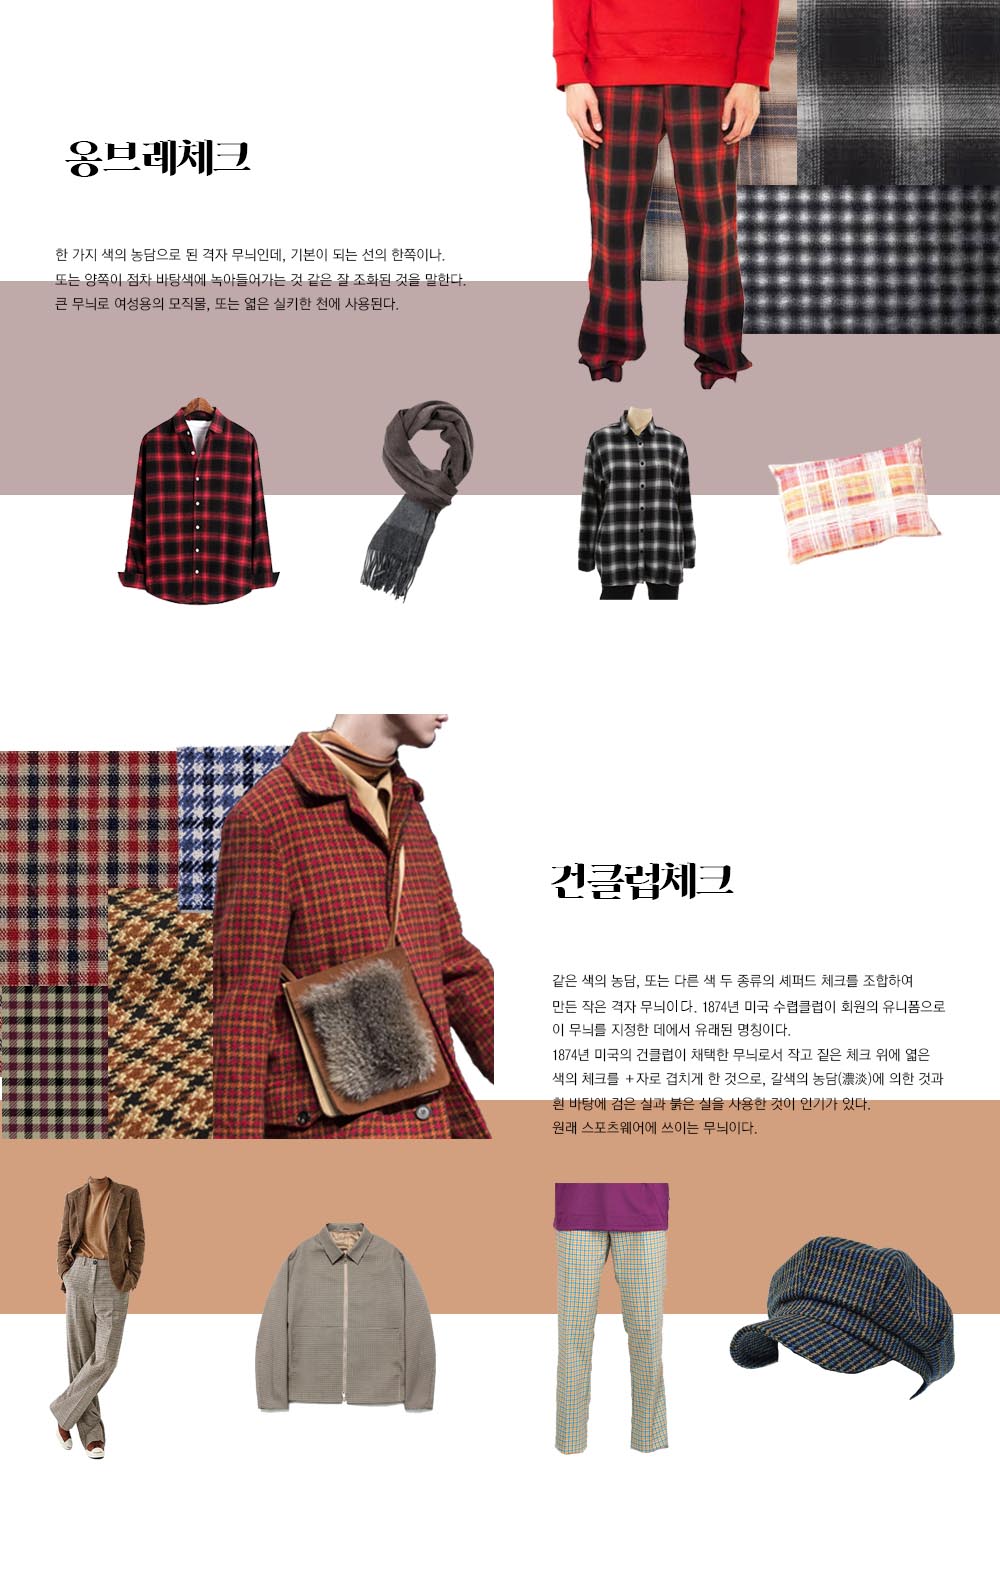 옹브레체크
한 가지 색의 농담으로 된 격자 무늬인데, 기본이 되는 선의 한쪽이나.
또는 양쪽이 점차 바탕색에 녹아들어가는 것 같은 잘 조화된 것을 말한다.
큰 무늬로 여성용의 모직물, 또는 엷은 실키한 천에 사용된다.
건클럽체크
같은 색의 농담, 또는 다른 색 두 종류의 셰퍼드 체크를 조합하여
만든 작은 격자 무늬이다. 1874년 미국 수렵클럽이 회원의 유니폼으로
이 무늬를 지정한 데에서 유래된 명칭이다.
1874년 미국의 건클럽이 채택한 무늬로서 작고 짙은 체크 위에 엷은
색의 체크를 +자로 겹치게 한 것으로, 갈색의 농담(濃淡)에 의한 것과
흰 바탕에 검은 실과 붉은 실을 사용한 것이 인기가 있다.
원래 스포츠웨어에 쓰이는 무늬이다.